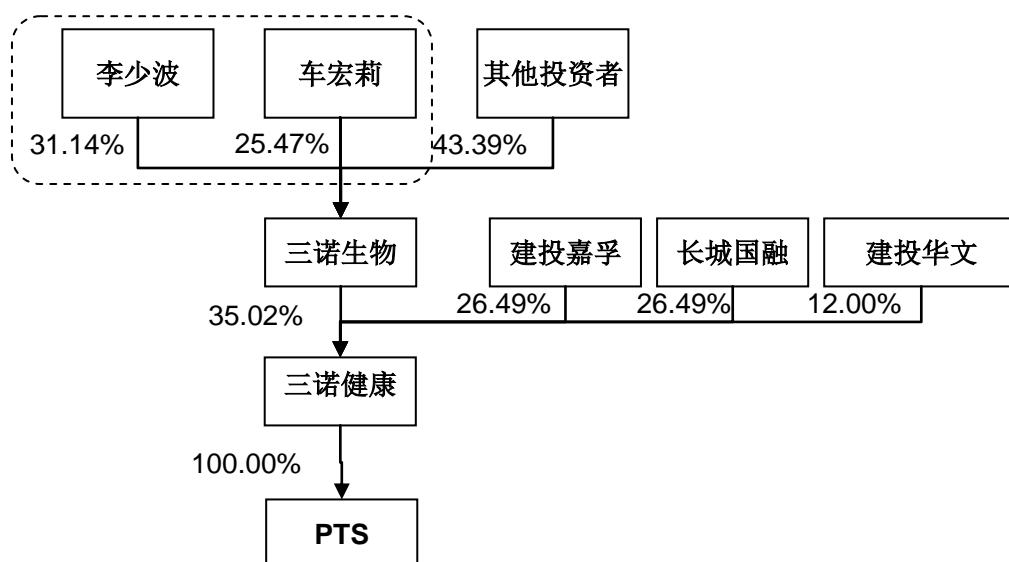 李少波
车宏莉
其他投资者
31.14%
25.47%
43.39%
三诺生物
建投嘉孚
长城国融
建投华文
35.02%
26.49%
26.49%
12.00%
三诺健康
100.00%
PTS